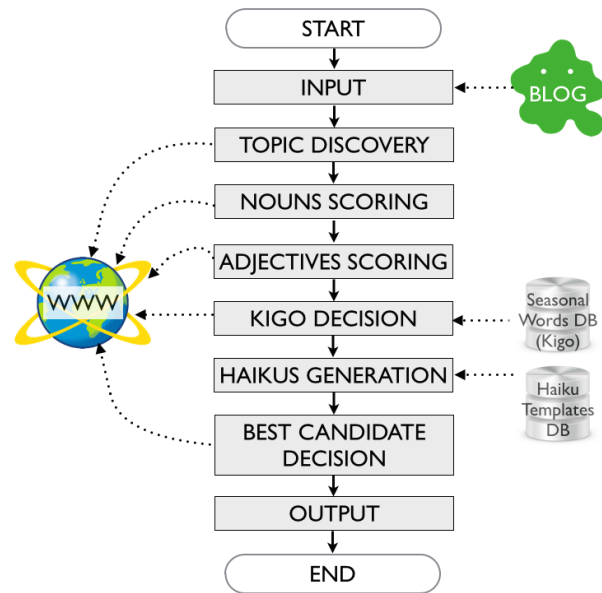 START
INPUT
BLOG
TOPIC DISCOVERY
NOUNS SCORING
ADJECTIVES SCORING
WWW
KIGO DECISION
Seasonal
Words DB
(Kigo)
HAIKUS GENERATION
Haiku
Templates
DB
BEST CANDIDATE
DECISION
OUTPUT
END